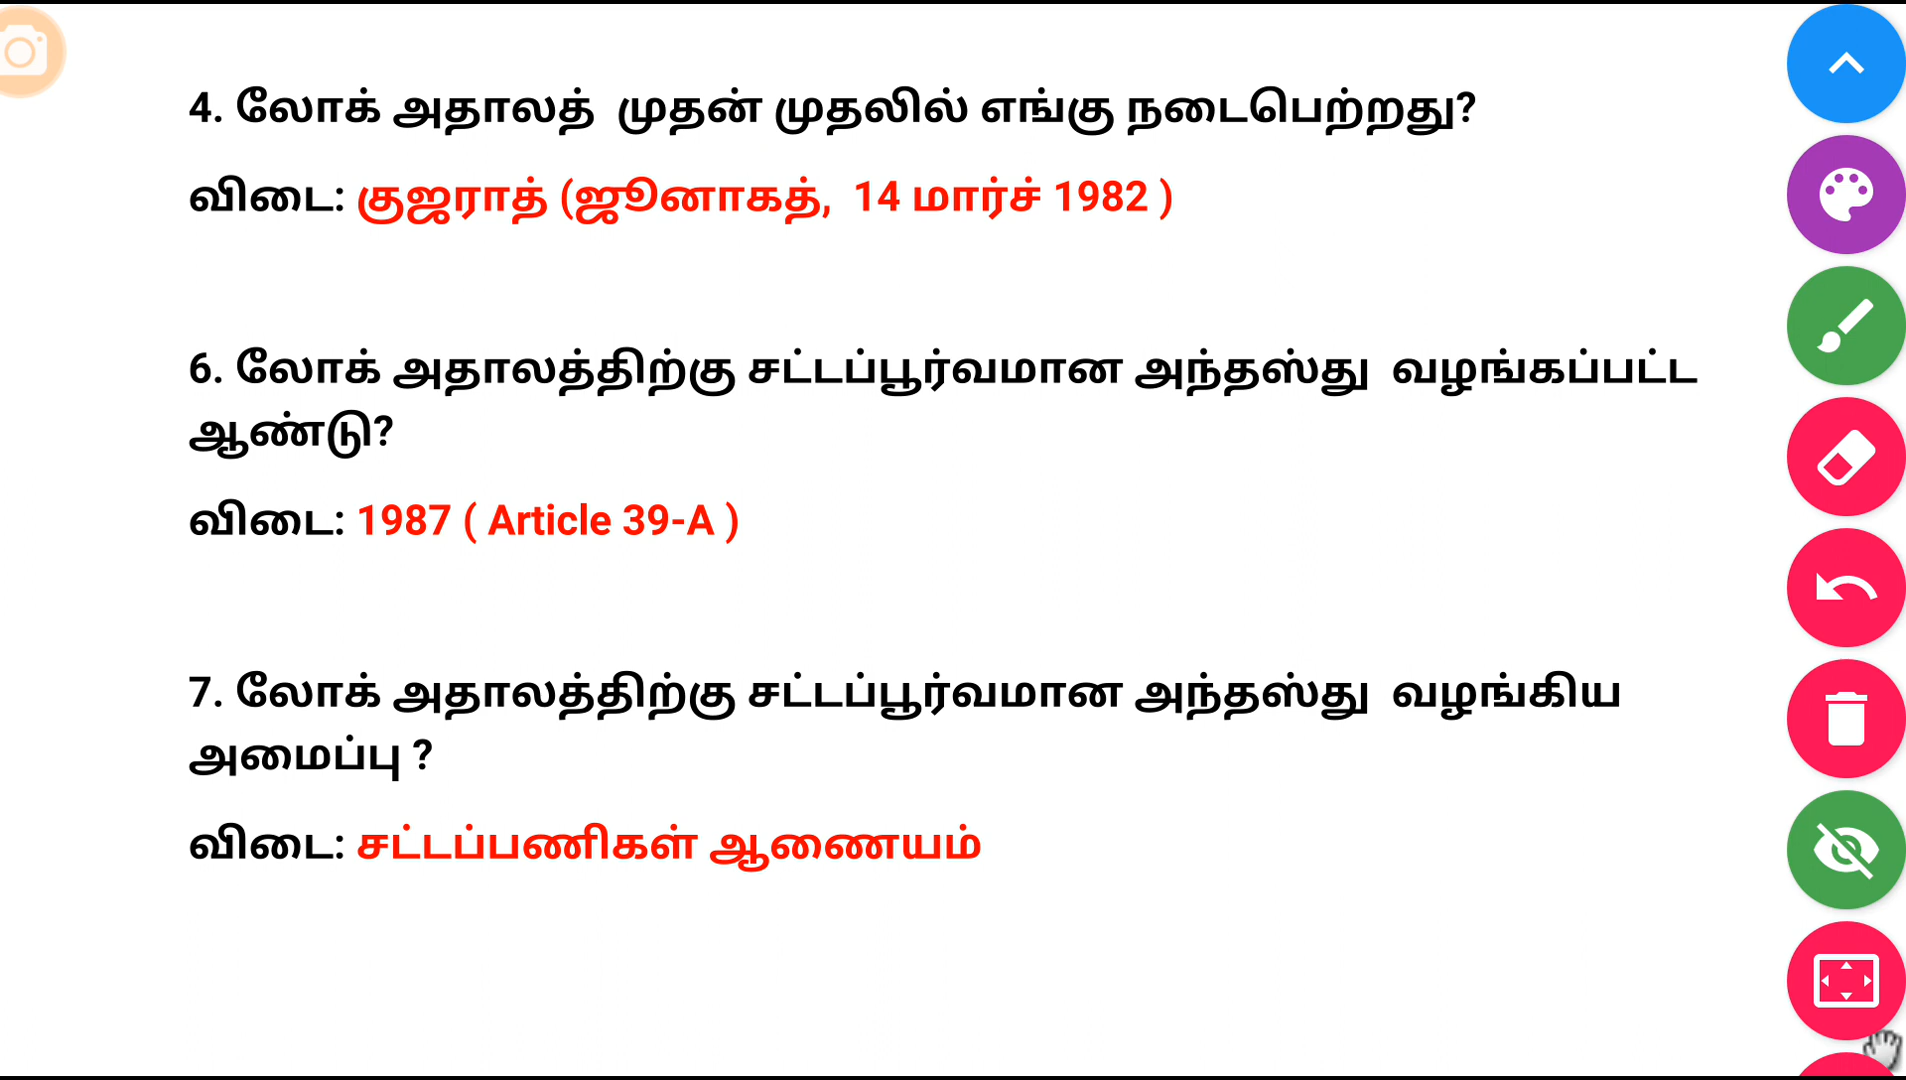 4. லோக் அதாலத்  முதன் முதலில் எங்கு நடைபெற்றது?
விடை: குஜராத் (ஜூனாகத்,  14 மார்ச் 1982 )
6. லோக் அதாலத்திற்கு சட்டப்பூர்வமான அந்தஸ்து  வழங்கப்பட்ட
ஆண்டு?
விடை: 1987 ( Article 39-A )
7. லோக் அதாலத்திற்கு சட்டப்பூர்வமான அந்தஸ்து  வழங்கிய
அமைப்பு ?
விடை: சட்டப்பணிகள் ஆணையம்